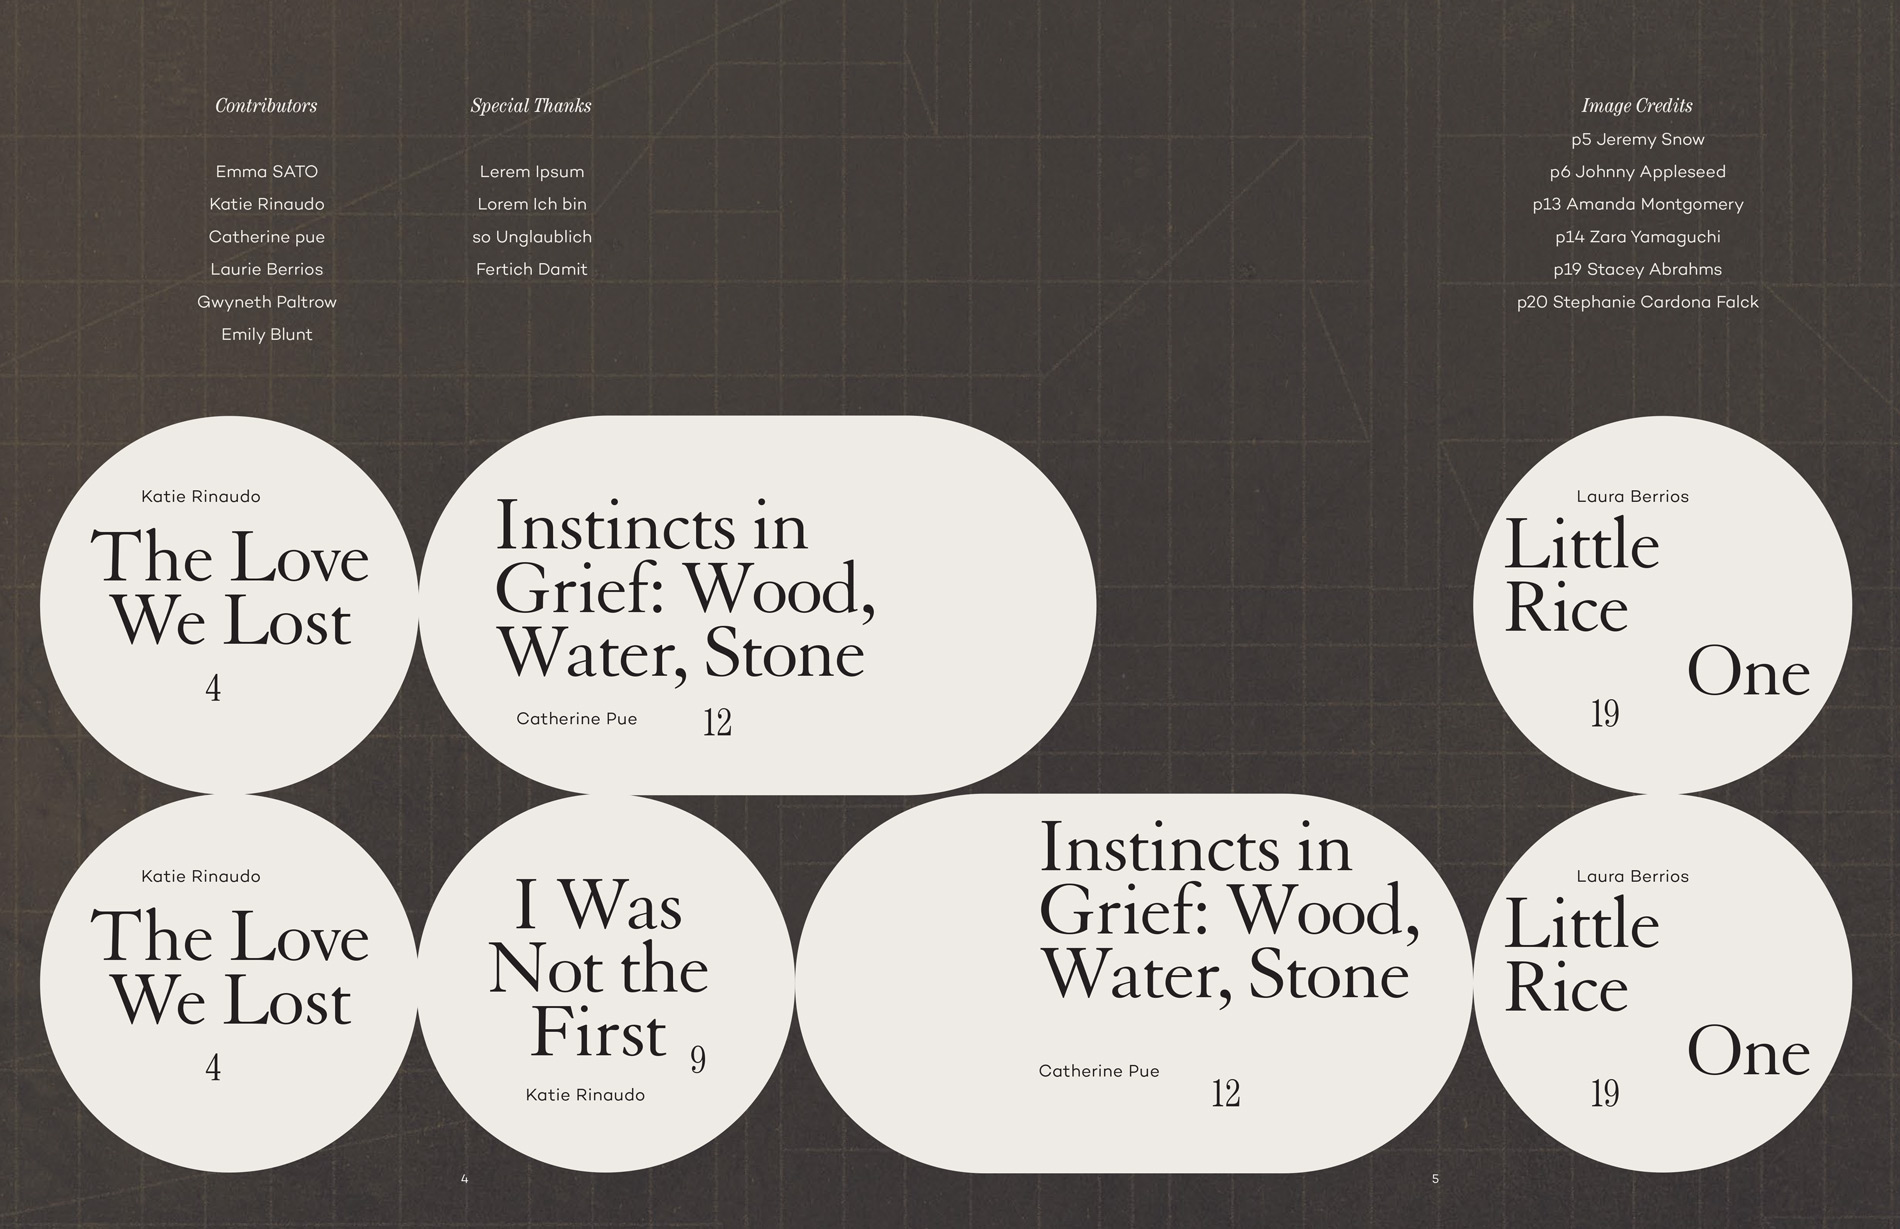 Contributors
Emma SATO
Katie Rinaudo
Catherine pue
Laurie Berrios
Gwyneth Paltrow
Emily Blunt
Special Thanks
Lerem Ipsum
Lorem Ich bin
so Unglaublich
Fertich Damit
Image Credits
p5 Jeremy Snow
p6 Johnny Appleseed
p13 Amanda Montgomery
p14 Zara Yamaguchi
p19 Stacey Abrahms
p20 Stephanie Cardona Falck
Katie Rinaudo
The Love
We Lost
4
Instincts in
Grief: Wood,
Water, Stone
Catherine Pue
12
Laura Berrios
Little
Rice
One
19
Katie Rinaudo
The Love
We Lost
4
I Was
Not the
First
9
Katie Rinaudo
Instincts in
Grief: Wood,
Water, Stone
Catherine Pue
12
Laura Berrios
Little
Rice
One
19
4
5